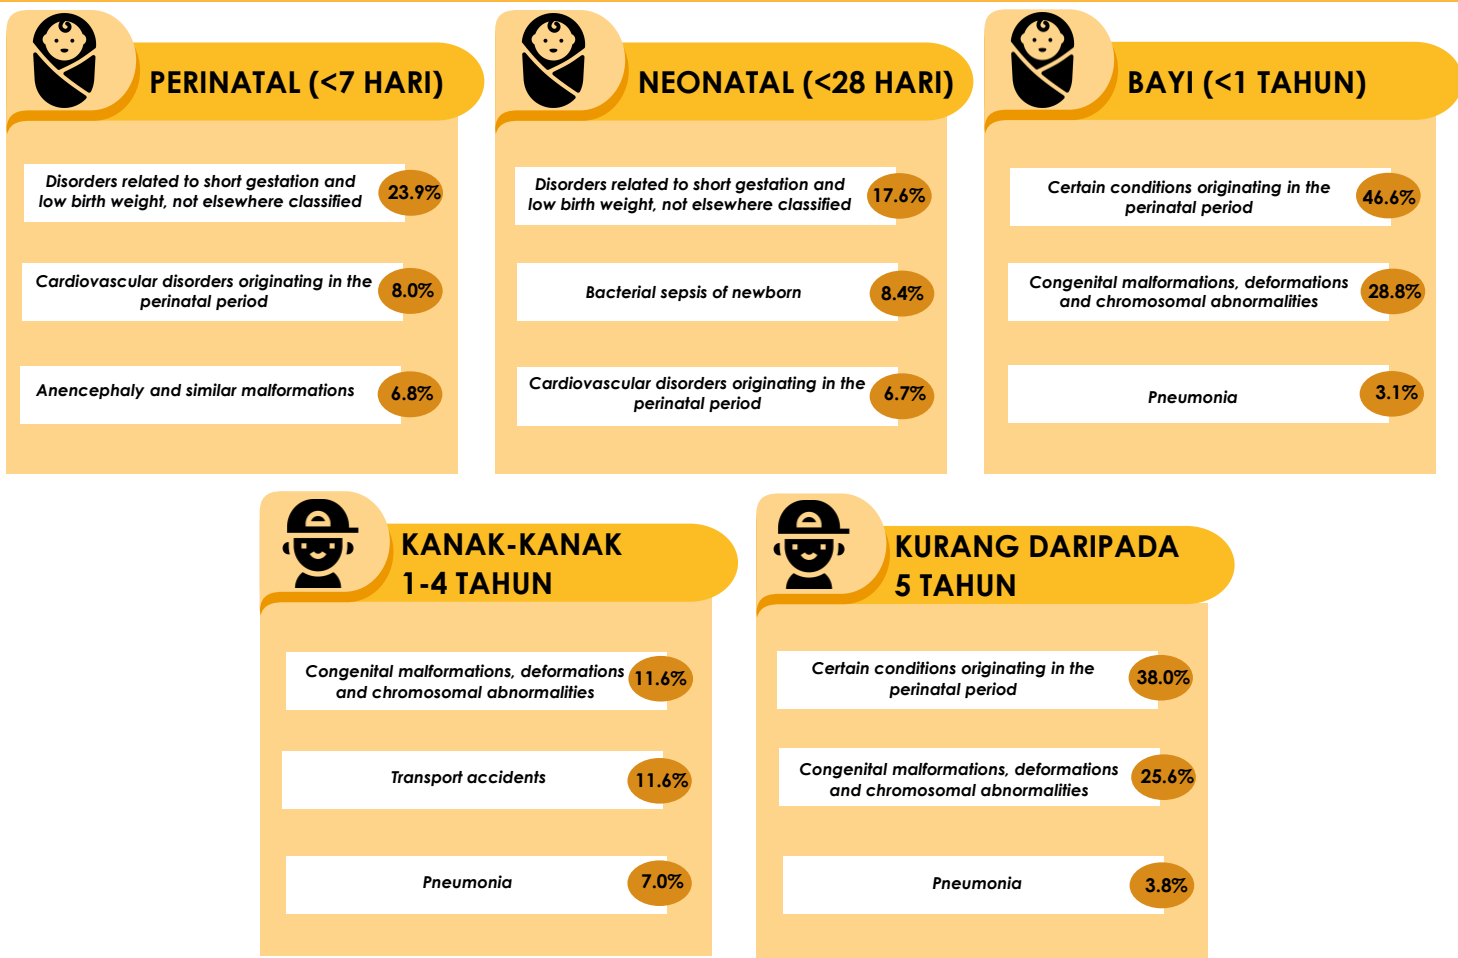 PERINATAL (<7 HARI)
Disorders related to short gestation and
low birth weight, not elsewhere classified
23.9%
Cardiovascular disorders originating in the
perinatal period
8.0%
Anencephaly and similar malformations
6.8%
NEONATAL (<28 HARI)
Disorders related to short gestation and
low birth weight, not elsewhere classified
17.6%
Bacterial sepsis of newborn
8.4%
Cardiovascular disorders originating in the
perinatal period
6.7%
BAYI (<1 TAHUN)
Certain conditions originating in the
perinatal period
46.6%
Congenital malformations, deformations
and chromosomal abnormalities
28.8%
Pneumonia
3.1%
KANAK-KANAK
1-4 TAHUN
Congenital malformations, deformations
and chromosomal abnormalities
11.6%
Transport accidents
11.6%
Pneumonia
7.0%
KURANG DARIPADA
5 TAHUN
Certain conditions originating in the
perinatal period
38.0%
Congenital malformations, deformations
and chromosomal abnormalities
25.6%
Pneumonia
3.8%